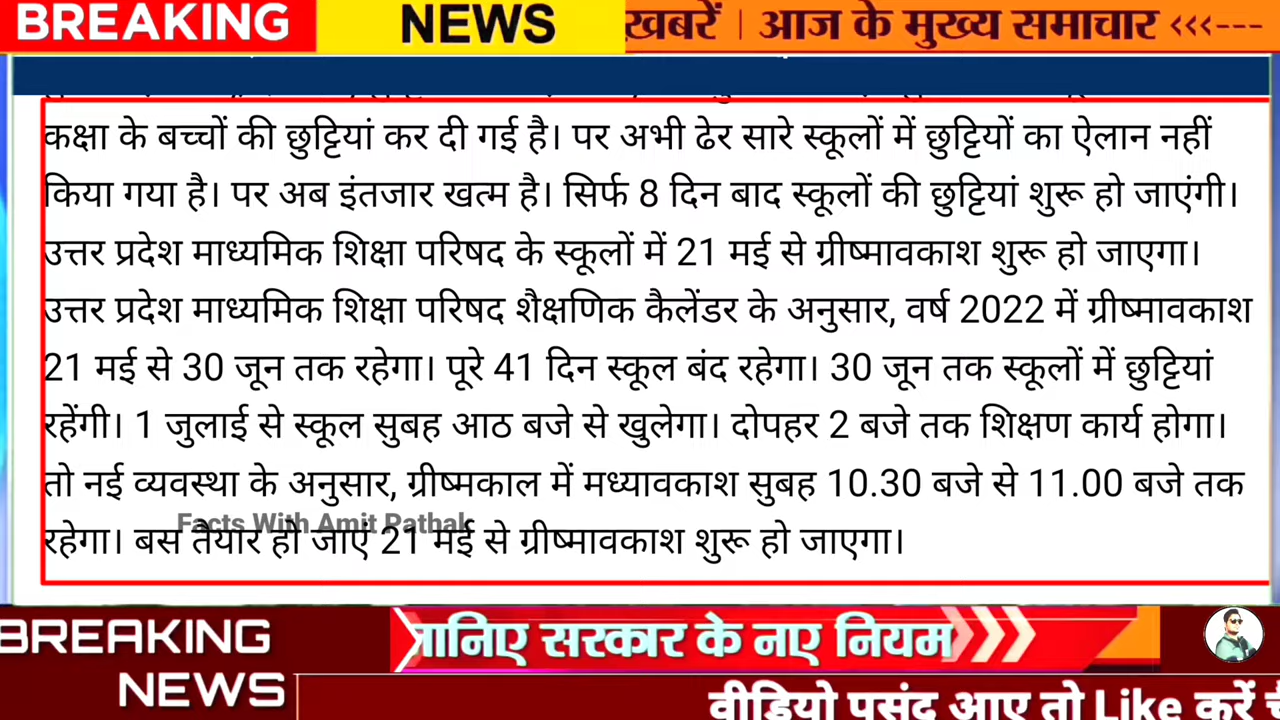 BREAKING NEWS ख़बरें | आज के मुख्य समाचार <<<---
कक्षा के बच्चों की छुट्टियां कर दी गई है। पर अभी ढेर सारे स्कूलों में छुट्टियों का ऐलान नहीं
किया गया है। पर अब इंतजार खत्म है। सिर्फ 8 दिन बाद स्कूलों की छुट्टियां शुरू हो जाएंगी।
उत्तर प्रदेश माध्यमिक शिक्षा परिषद के स्कूलों में 21 मई से ग्रीष्मावकाश शुरू हो जाएगा।
उत्तर प्रदेश माध्यमिक शिक्षा परिषद शैक्षणिक कैलेंडर के अनुसार, वर्ष 2022 में ग्रीष्मावकाश
21 मई से 30 जून तक रहेगा। पूरे 41 दिन स्कूल बंद रहेगा। 30 जून तक स्कूलों में छुट्टियां
रहेंगी। 1 जुलाई से स्कूल सुबह आठ बजे से खुलेगा। दोपहर 2 बजे तक शिक्षण कार्य होगा।
तो नई व्यवस्था के अनुसार, ग्रीष्मकाल में मध्यावकाश सुबह 10.30 बजे से 11.00 बजे तक
Facts With Amit Pathak
रहेगा। बस तैयार हो जाएं 21 मई से ग्रीष्मावकाश शुरू हो जाएगा।
BREAKING
NEWS
जानिए सरकार के नए नियम
वीडियो पसंद आए तो Like करें